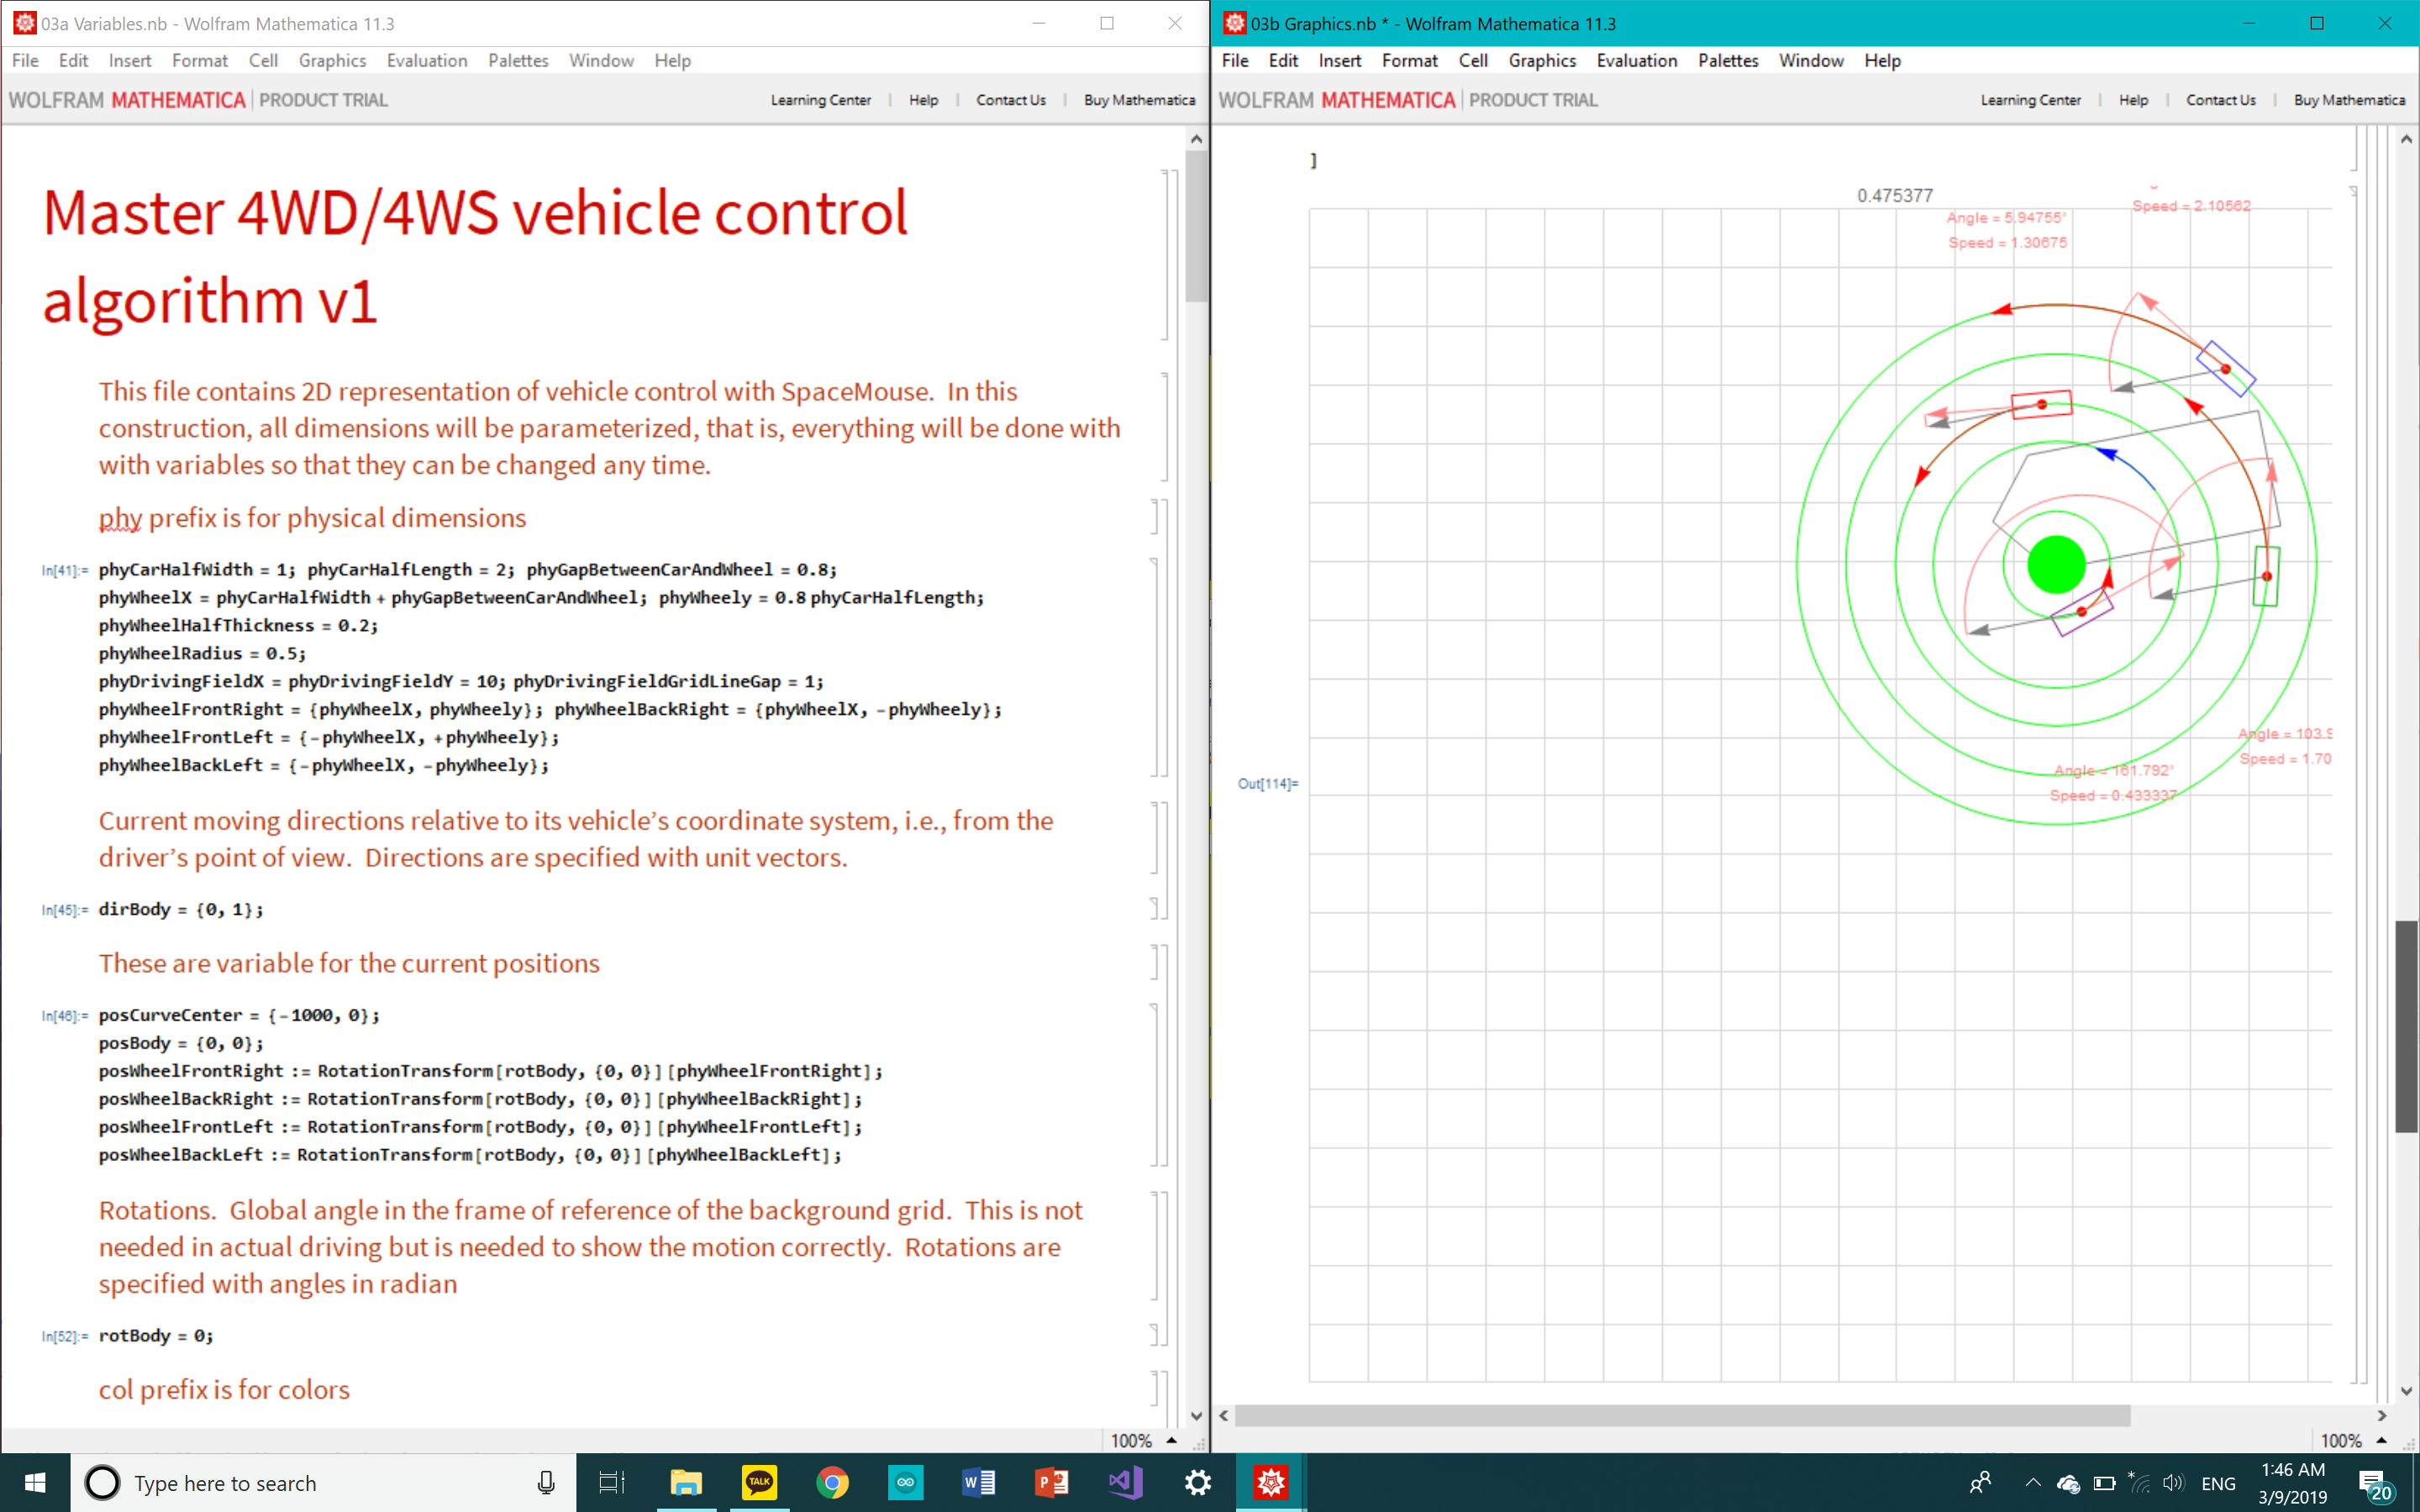 03a Variables.nb - Wolfram Mathematica 11.3
File Edit Insert Format Cell Graphics Evaluation Palettes Window Help
WOLFRAM MATHEMATICA PRODUCT TRIAL Learning Center Help Contact Us Buy Mathematica
Master 4WD/4WS vehicle control
algorithm v1
This file contains 2D representation of vehicle control with SpaceMouse.  In this
construction, all dimensions will be parameterized, that is, everything will be done with
with variables so that they can be changed any time.
phy prefix is for physical dimensions
In[41]:= phyCarHalfWidth = 1; phyCarHalfLength = 2; phyGapBetweenCarAndWheel = 0.8;
phyWheelX = phyCarHalfWidth + phyGapBetweenCarAndWheel; phyWheely = 0.8 phyCarHalfLength;
phyWheelHalfThickness = 0.2;
phyWheelRadius = 0.5;
phyDrivingFieldX = phyDrivingFieldY = 10; phyDrivingFieldGridLineGap = 1;
phyWheelFrontRight = {phyWheelX, phyWheely}; phyWheelBackRight = {phyWheelX, -phyWheely};
phyWheelFrontLeft = {-phyWheelX, +phyWheely};
phyWheelBackLeft = {-phyWheelX, -phyWheely};
Current moving directions relative to its vehicle's coordinate system, i.e., from the
driver's point of view.  Directions are specified with unit vectors.
In[45]:= dirBody = {0, 1};
These are variable for the current positions
In[46]:= posCurveCenter = {-1000, 0};
posBody = {0, 0};
posWheelFrontRight := RotationTransform[rotBody, {0, 0}][phyWheelFrontRight];
posWheelBackRight := RotationTransform[rotBody, {0, 0}][phyWheelBackRight];
posWheelFrontLeft := RotationTransform[rotBody, {0, 0}][phyWheelFrontLeft];
posWheelBackLeft := RotationTransform[rotBody, {0, 0}][phyWheelBackLeft];
Rotations.  Global angle in the frame of reference of the background grid.  This is not
needed in actual driving but is needed to show the motion correctly.  Rotations are
specified with angles in radian
In[52]:= rotBody = 0;
col prefix is for colors
100%
03b Graphics.nb * - Wolfram Mathematica 11.3
File Edit Insert Format Cell Graphics Evaluation Palettes Window Help
WOLFRAM MATHEMATICA PRODUCT TRIAL Learning Center Help Contact Us Buy Mathematica
]
0.475377
Speed = 2.10562
Angle = 5.94755°
Speed = 1.30675
Angle = 103.
Speed = 1.70
Angle = 161.792°
Speed = 0.433337
Out[114]=
100%
Type here to search
TALK
ENG
1:46 AM
3/9/2019
20